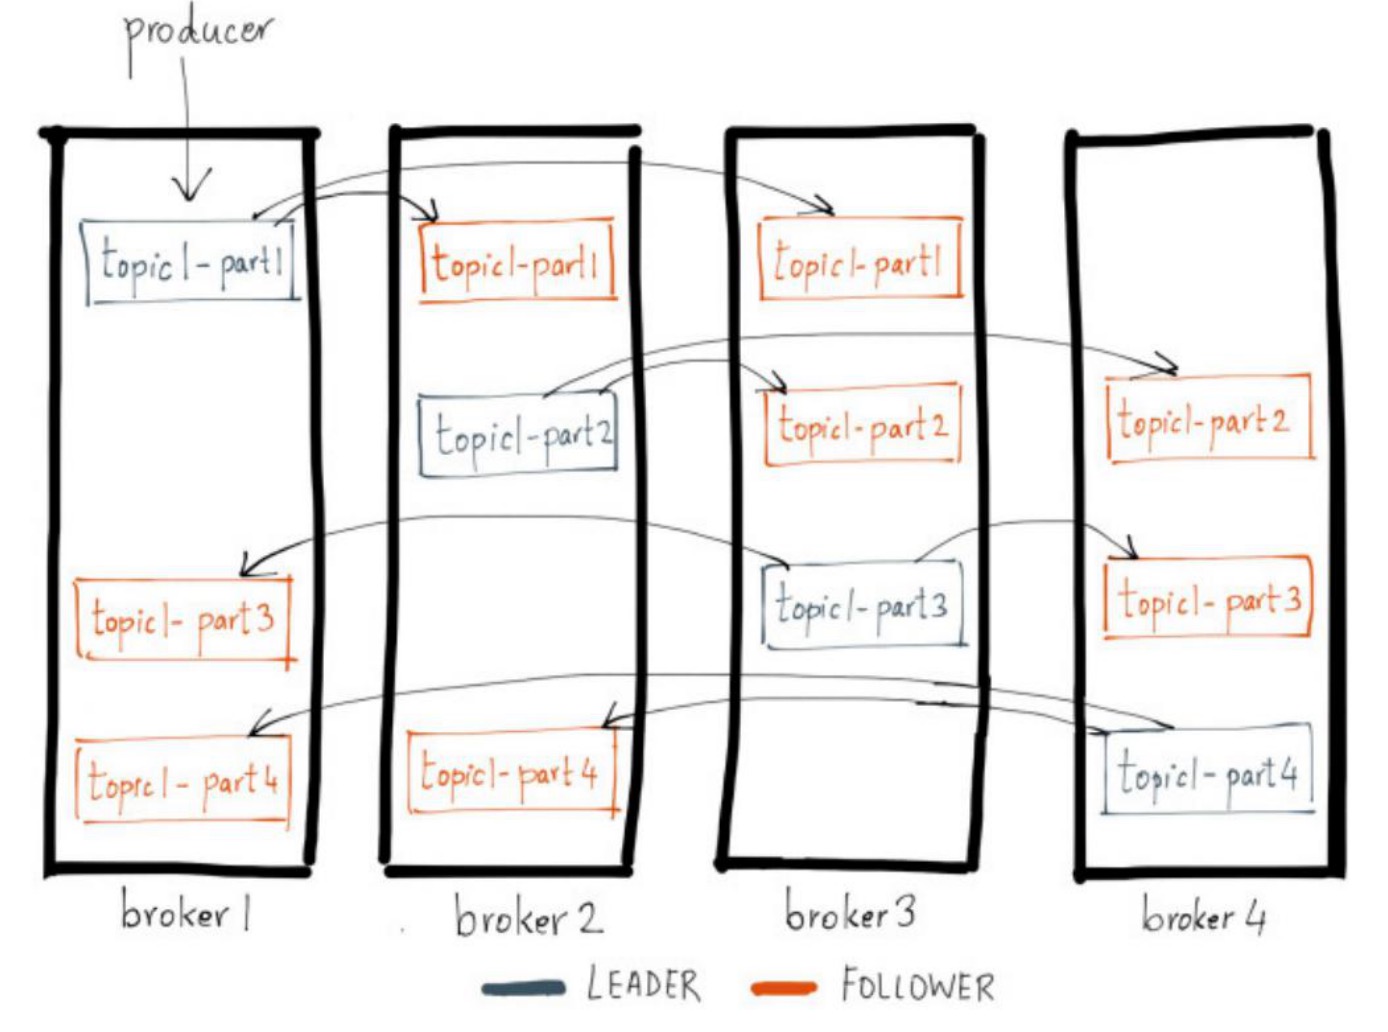 producer
topic1-part1
topic1-part1
topic1-part1
topic1-part2
topic1-part2
topic1-part2
topic1-part3
topic1-part3
topic1-part3
topic1-part4
topic1-part4
topic1-part4
broker 1
broker 2
broker 3
broker 4
LEADER
FOLLOWER